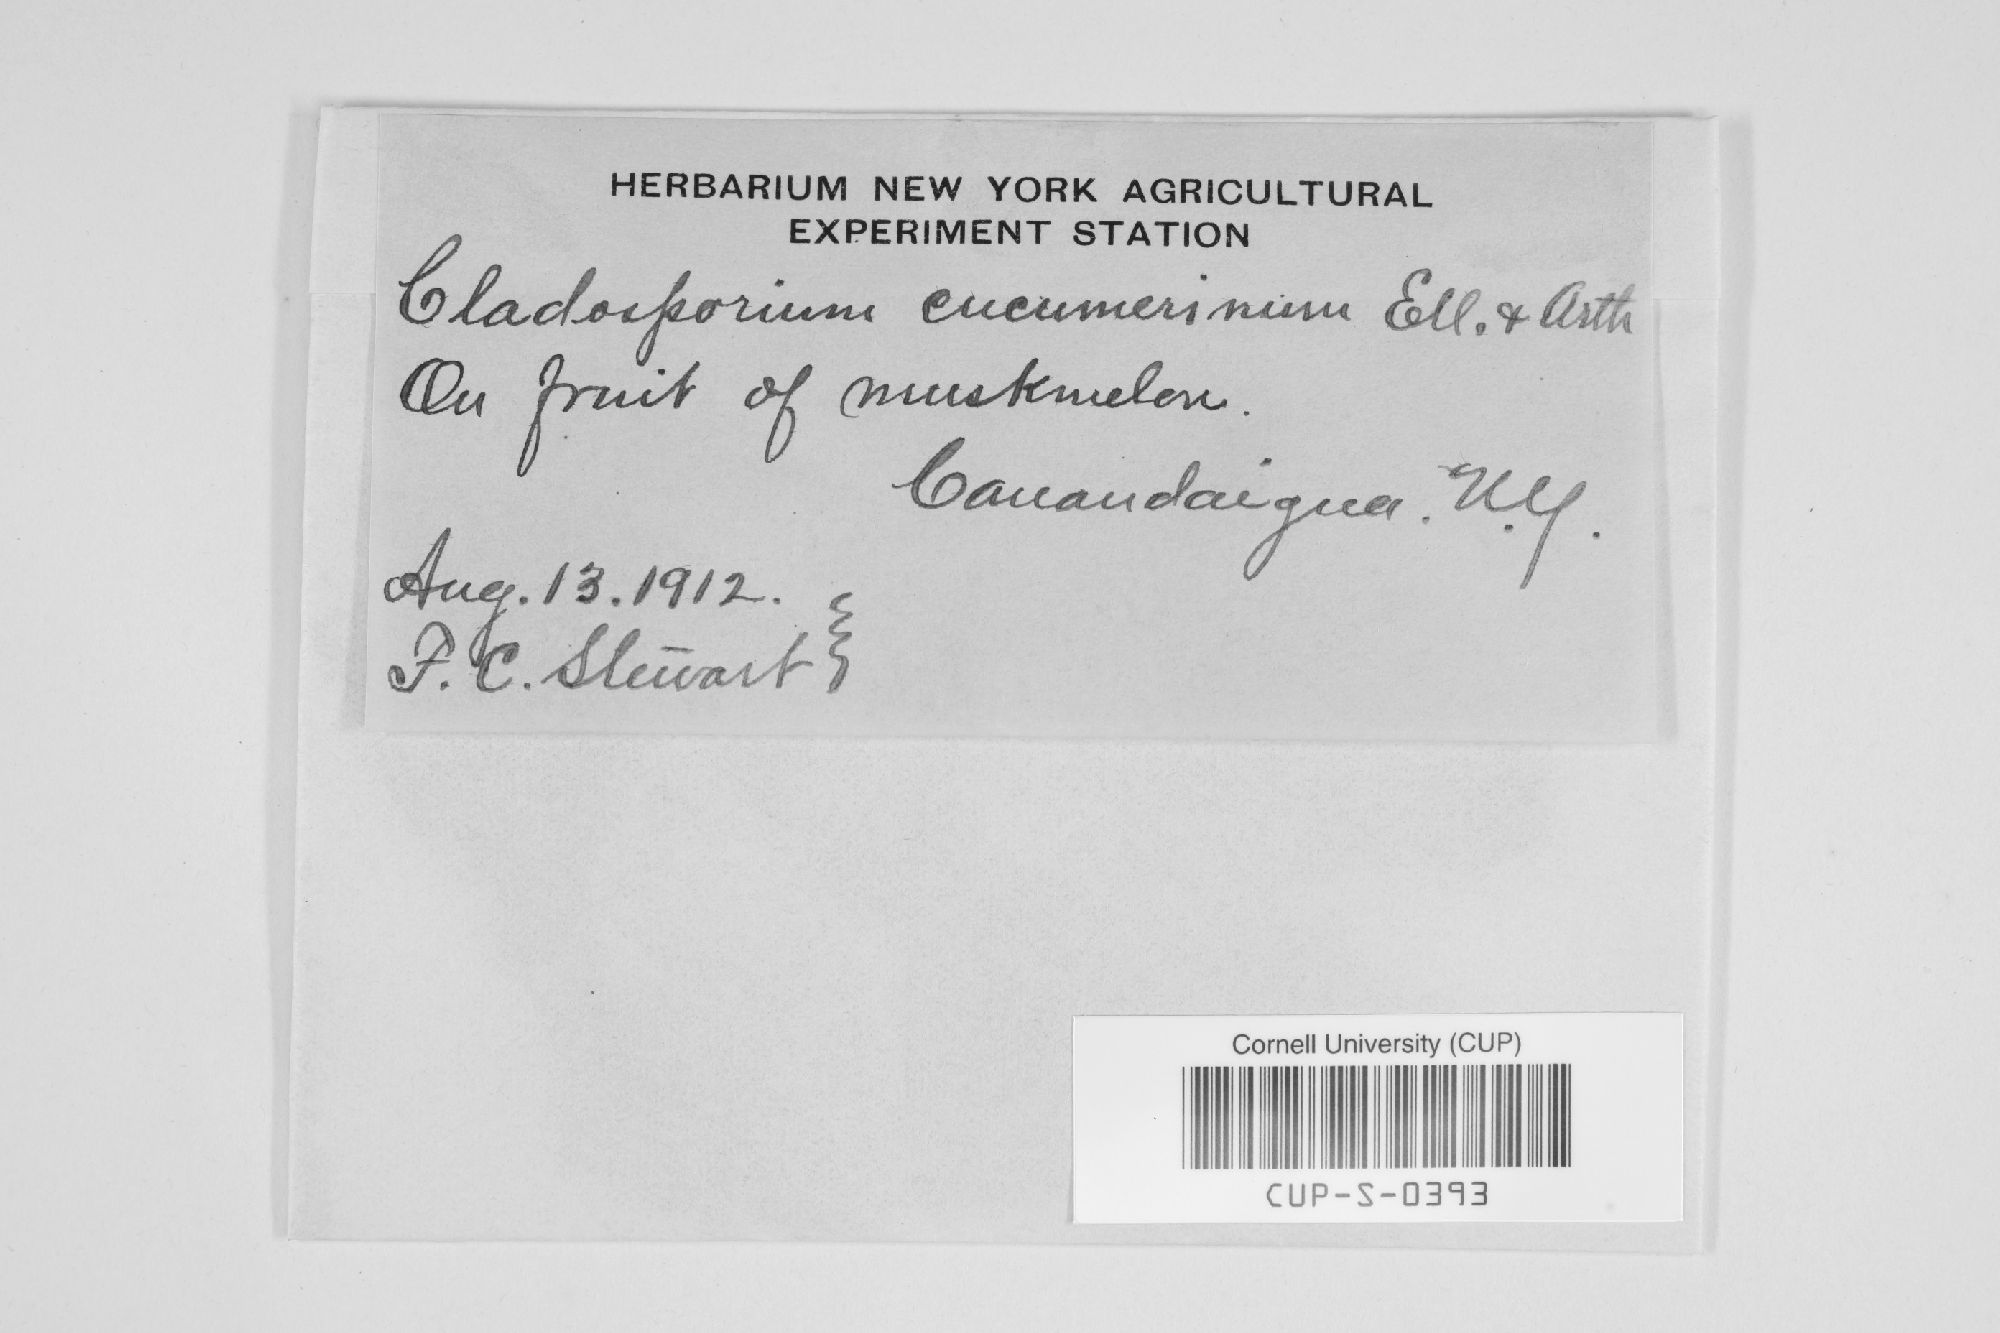 HERBARIUM NEW YORK AGRICULTURAL
EXPERIMENT STATION
Cladosporium cucumerinum Ell. & Arth
On fruit of muskmelon.
Canandaigua. N.Y.
Aug. 13. 1912.
F. C. Stewart
Cornell University (CUP)
CUP-S-0393